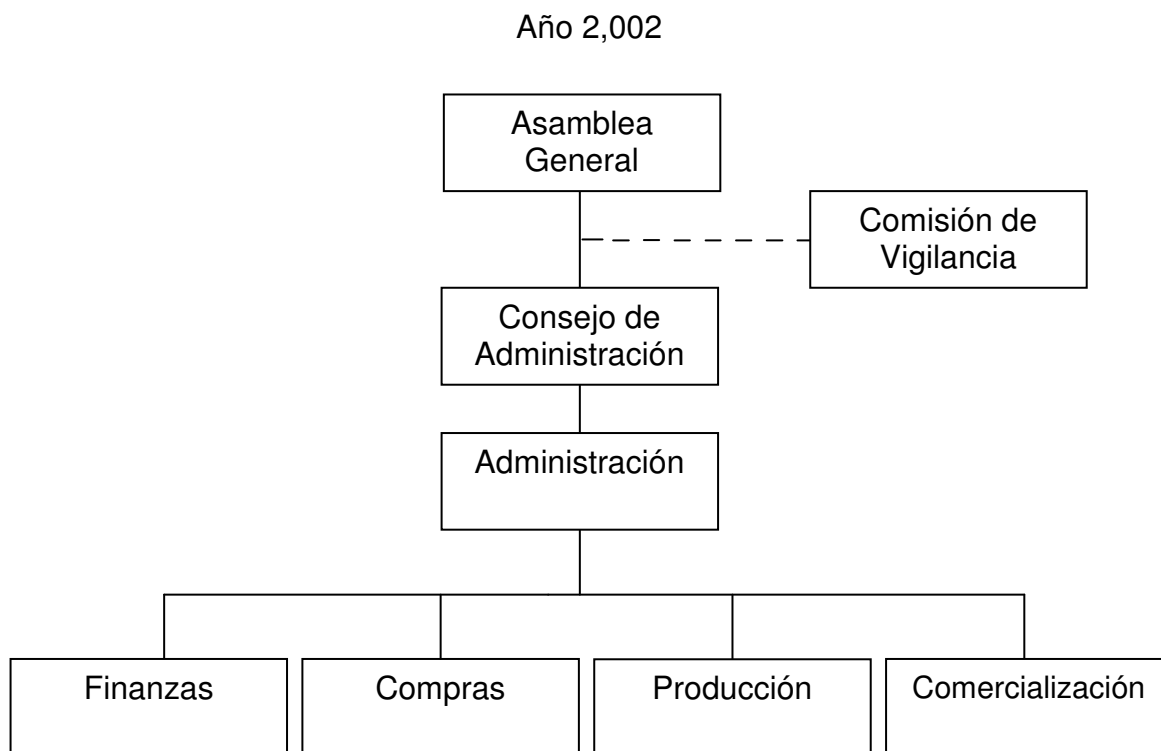 Año 2,002
Asamblea
General
Comisión de
Vigilancia
Consejo de
Administración
Administración
Finanzas
Compras
Producción
Comercialización